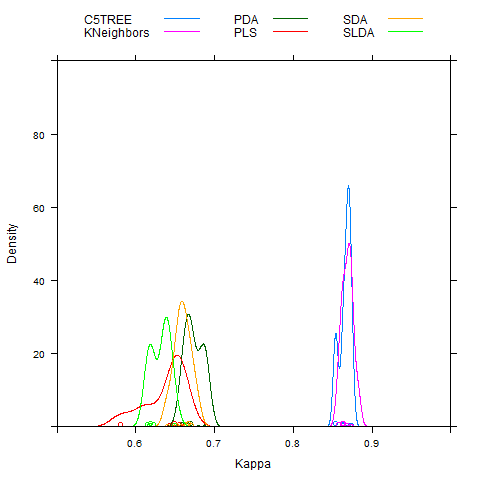 C5TREE PDA SDA
KNeighbors PLS SLDA
80
60
40
20
Density
0.6 0.7 0.8 0.9
Kappa